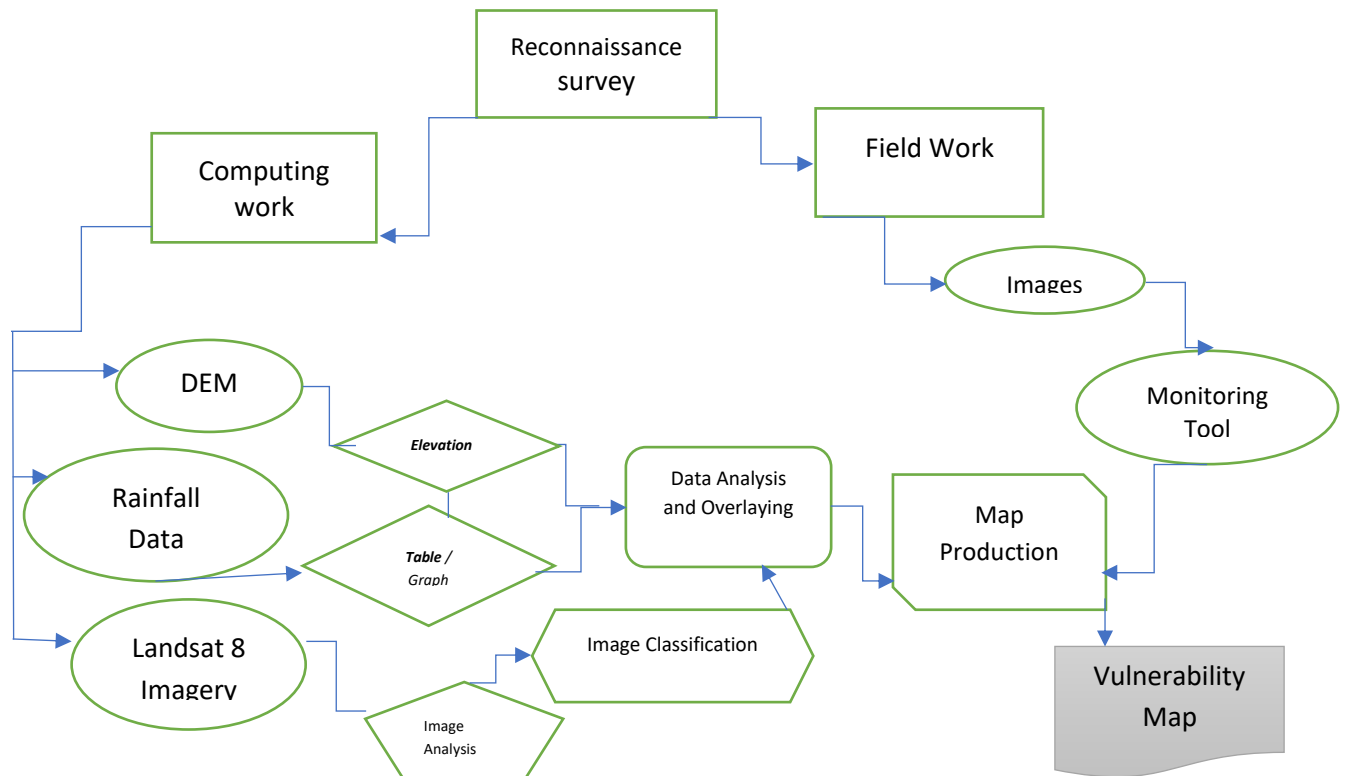 Reconnaissance
survey
Field Work
Computing
work
Images
DEM
Monitoring
Tool
Elevation
Data Analysis
and Overlaying
Rainfall
Data
Map
Production
Table /
Graph
Image Classification
Landsat 8
Imagery
Vulnerability
Map
Image
Analysis